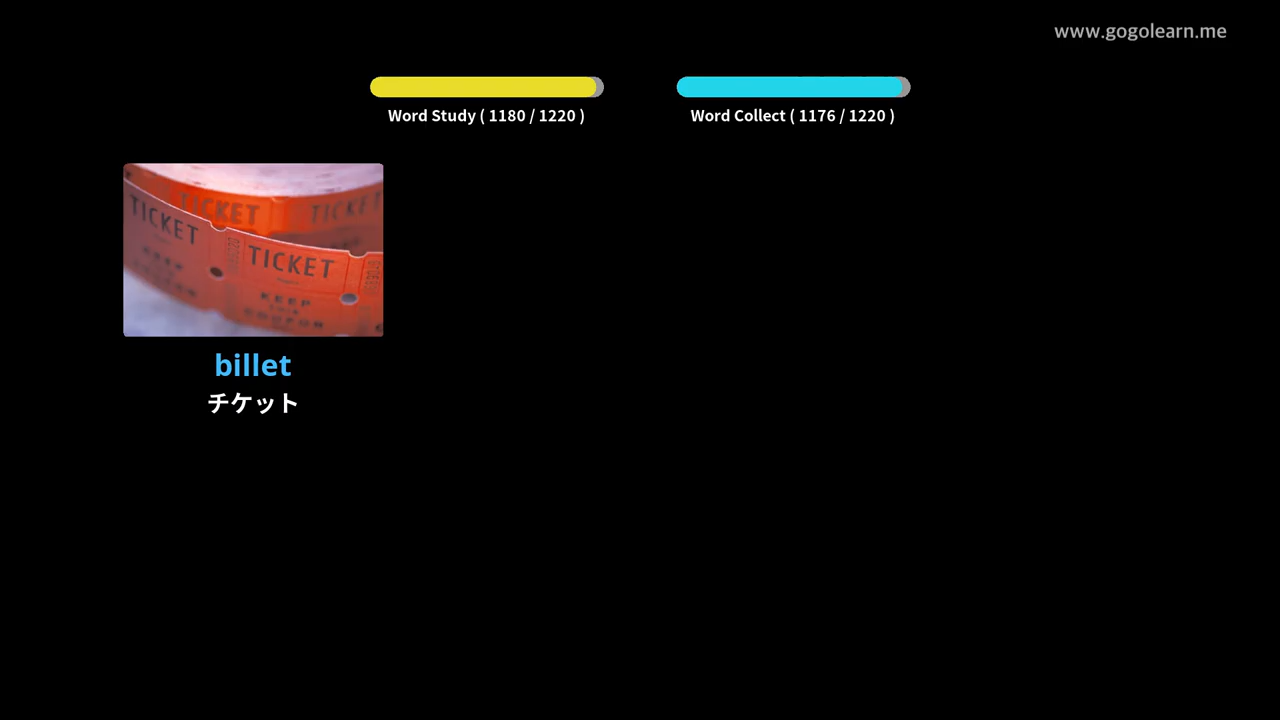 www.gogolearn.me
Word Study ( 1180 / 1220 )
Word Collect ( 1176 / 1220 )
TICKET
TICKET
TICKET
TICKET
KEEP
COUPON
billet
チケット